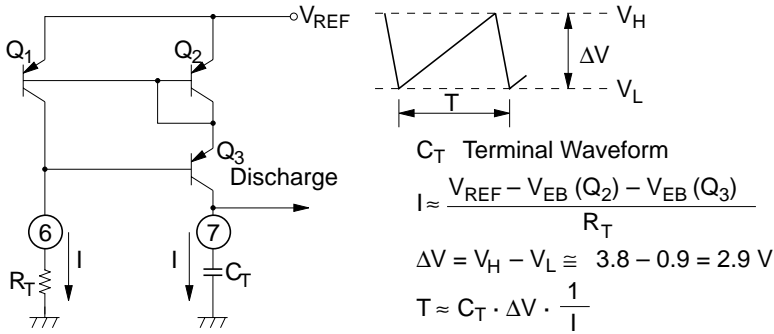 V_REF
Q_1
Q_2
Q_3
Discharge
6
7
R_T
I
I
C_T
V_H
ΔV
V_L
T
C_T Terminal Waveform
I ≈ (V_REF – V_EB (Q_2) – V_EB (Q_3)) / R_T
ΔV = V_H – V_L ≅ 3.8 – 0.9 = 2.9 V
T ≈ C_T · ΔV · 1/I